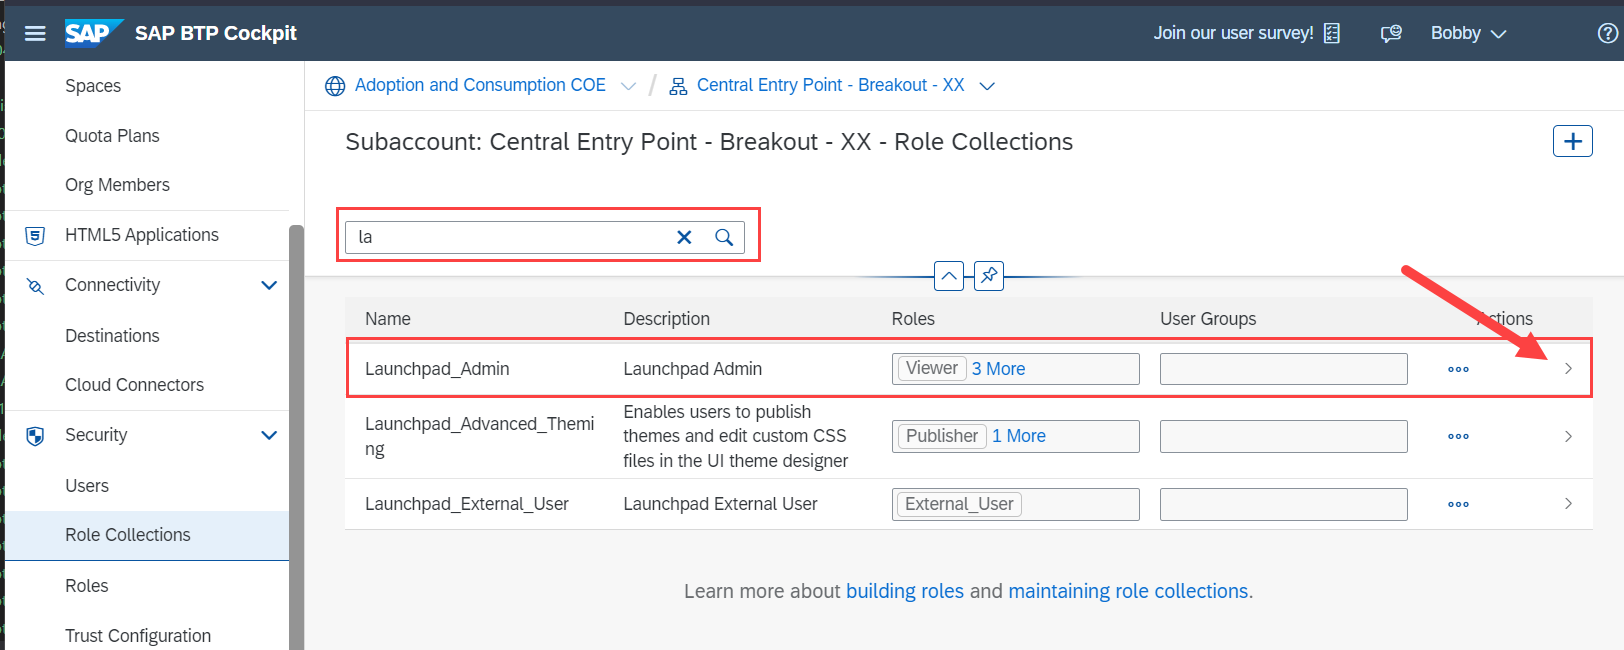 SAP SAP BTP Cockpit
Join our user survey!
Bobby
?
Spaces
Quota Plans
Org Members
HTML5 Applications
Connectivity
Destinations
Cloud Connectors
Security
Users
Role Collections
Roles
Trust Configuration
Adoption and Consumption COE / Central Entry Point - Breakout - XX
Subaccount: Central Entry Point - Breakout - XX - Role Collections
la
Name Description Roles User Groups
Launchpad_Admin Launchpad Admin Viewer 3 More
Launchpad_Advanced_Themi
ng
Enables users to publish
themes and edit custom CSS
files in the UI theme designer
Publisher 1 More
Launchpad_External_User Launchpad External User External_User
Learn more about building roles and maintaining role collections.